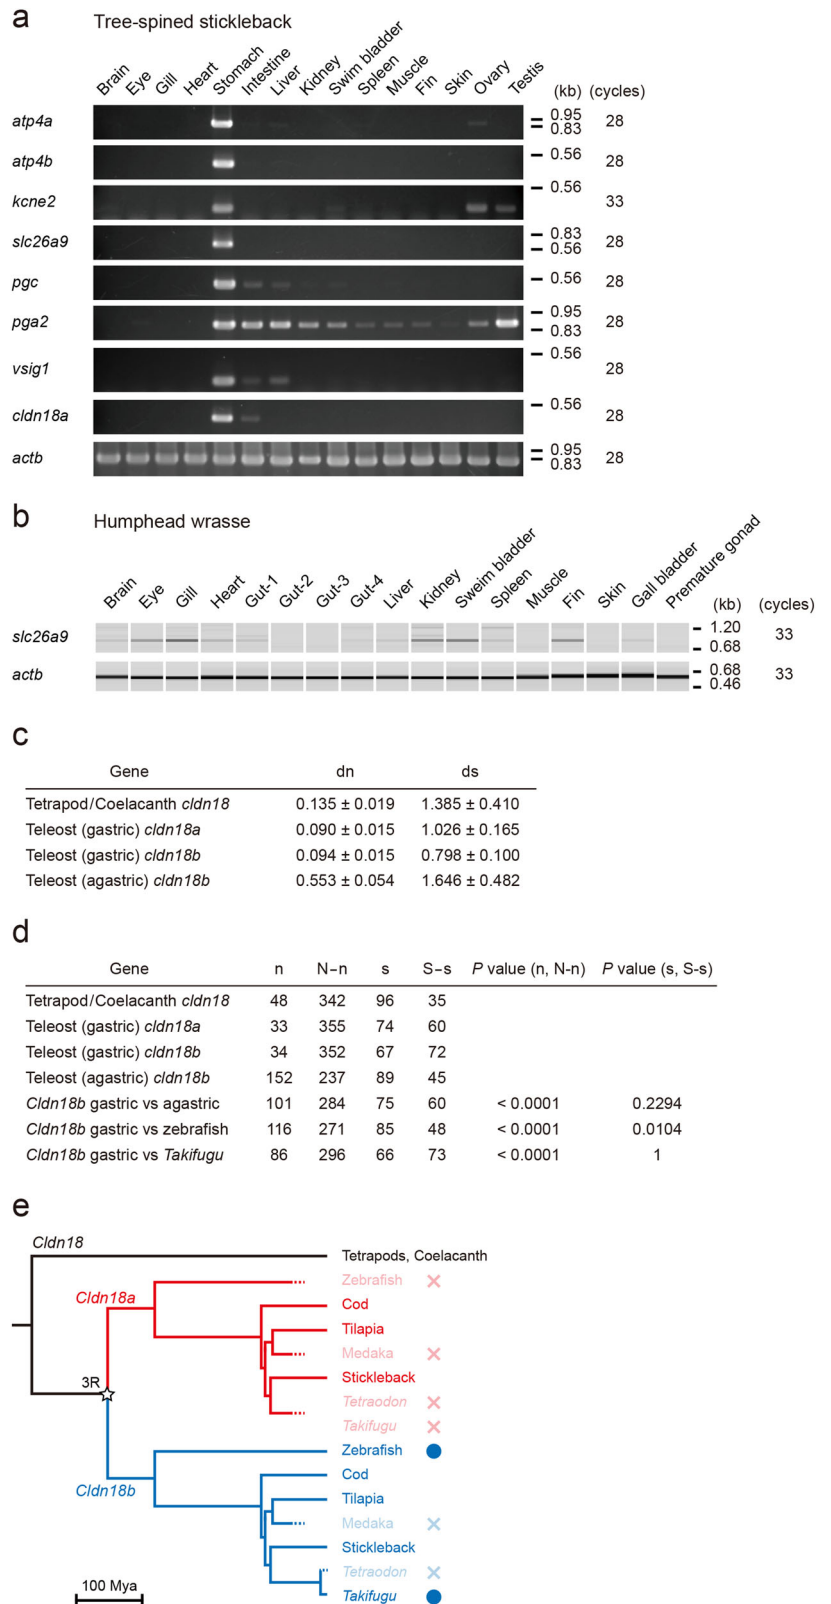 a
Tree-spined stickleback
Brain Eye Gill Heart Stomach Intestine Liver Kidney Swim bladder Spleen Muscle Fin Skin Ovary Testis (kb) (cycles)
atp4a 0.95 0.83 28
atp4b 0.56 28
kcne2 0.56 33
slc26a9 0.83 0.56 28
pgc 0.56 28
pga2 0.95 0.83 28
vsig1 0.56 28
cldn18a 0.56 28
actb 0.95 0.83 28
b
Humphead wrasse
Brain Eye Gill Heart Gut-1 Gut-2 Gut-3 Gut-4 Liver Kidney Sweim bladder Spleen Muscle Fin Skin Gall bladder Premature gonad (kb) (cycles)
slc26a9 1.20 0.68 33
actb 0.68 0.46 33
c
Gene dn ds
Tetrapod/Coelacanth cldn18 0.135 ± 0.019 1.385 ± 0.410
Teleost (gastric) cldn18a 0.090 ± 0.015 1.026 ± 0.165
Teleost (gastric) cldn18b 0.094 ± 0.015 0.798 ± 0.100
Teleost (agastric) cldn18b 0.553 ± 0.054 1.646 ± 0.482
d
Gene n N–n s S–s P value (n, N-n) P value (s, S-s)
Tetrapod/Coelacanth cldn18 48 342 96 35
Teleost (gastric) cldn18a 33 355 74 60
Teleost (gastric) cldn18b 34 352 67 72
Teleost (agastric) cldn18b 152 237 89 45
Cldn18b gastric vs agastric 101 284 75 60 < 0.0001 0.2294
Cldn18b gastric vs zebrafish 116 271 85 48 < 0.0001 0.0104
Cldn18b gastric vs Takifugu 86 296 66 73 < 0.0001 1
e
Cldn18
Tetrapods, Coelacanth
Zebrafish
Cldn18a
Cod
Tilapia
Medaka
3R
Stickleback
Tetraodon
Takifugu
Zebrafish
Cldn18b
Cod
Tilapia
Medaka
Stickleback
Tetraodon
100 Mya
Takifugu